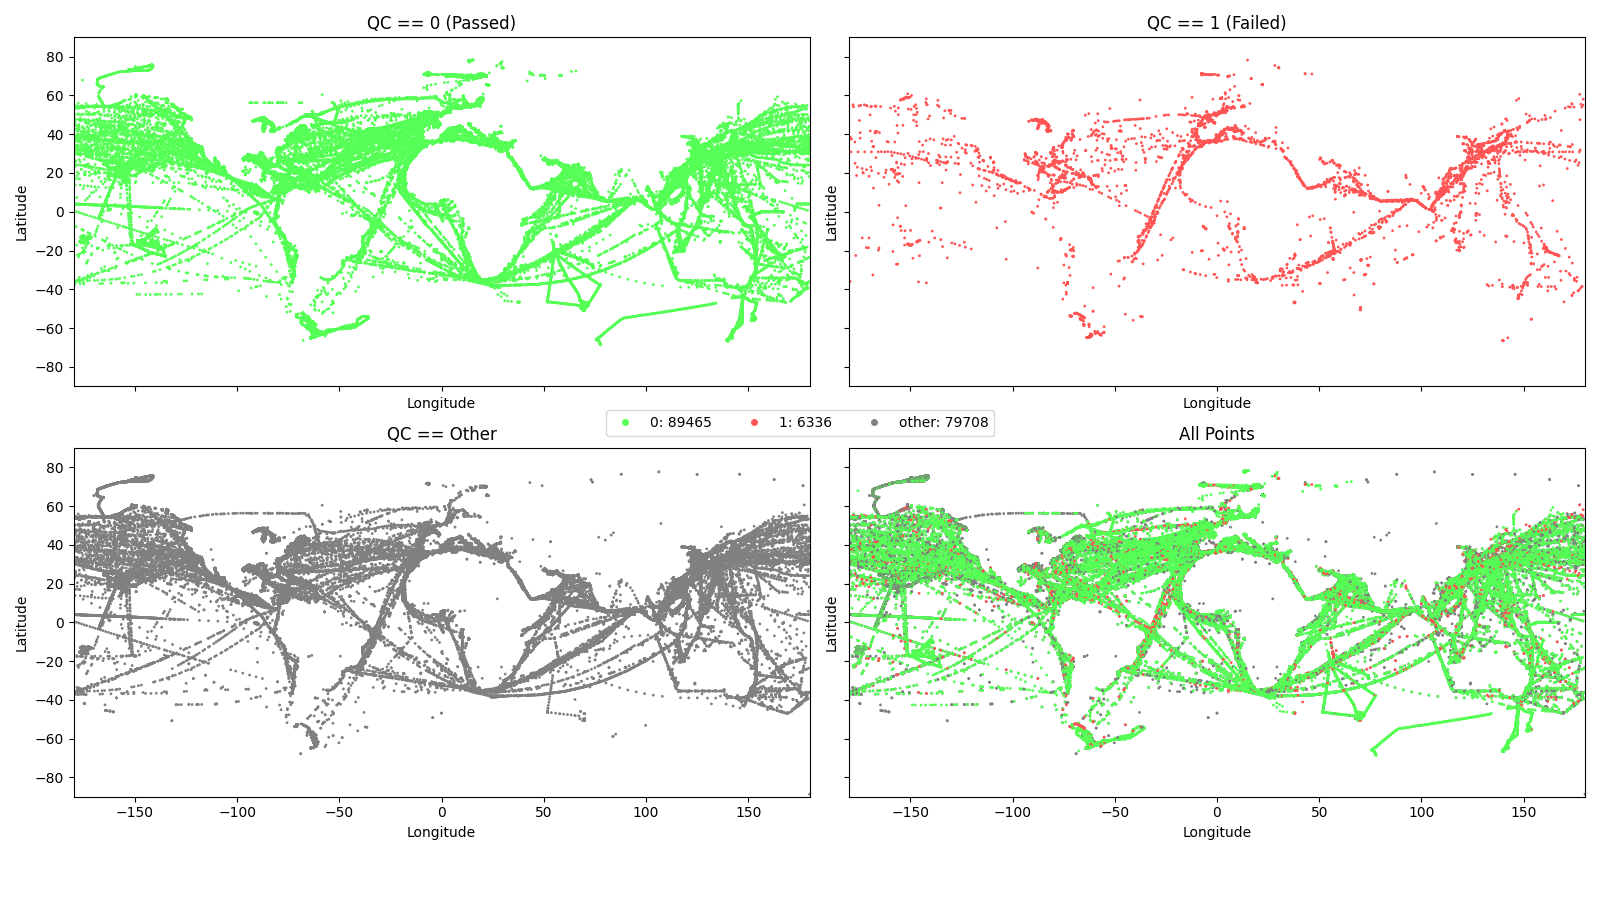 QC == 0 (Passed)
QC == 1 (Failed)
80
60
40
20
0
−20
−40
−60
−80
Latitude
Latitude
Longitude
Longitude
0: 89465 1: 6336 other: 79708
QC == Other
All Points
80
60
40
20
0
−20
−40
−60
−80
Latitude
Latitude
−150 −100 −50 0 50 100 150
−150 −100 −50 0 50 100 150
Longitude
Longitude